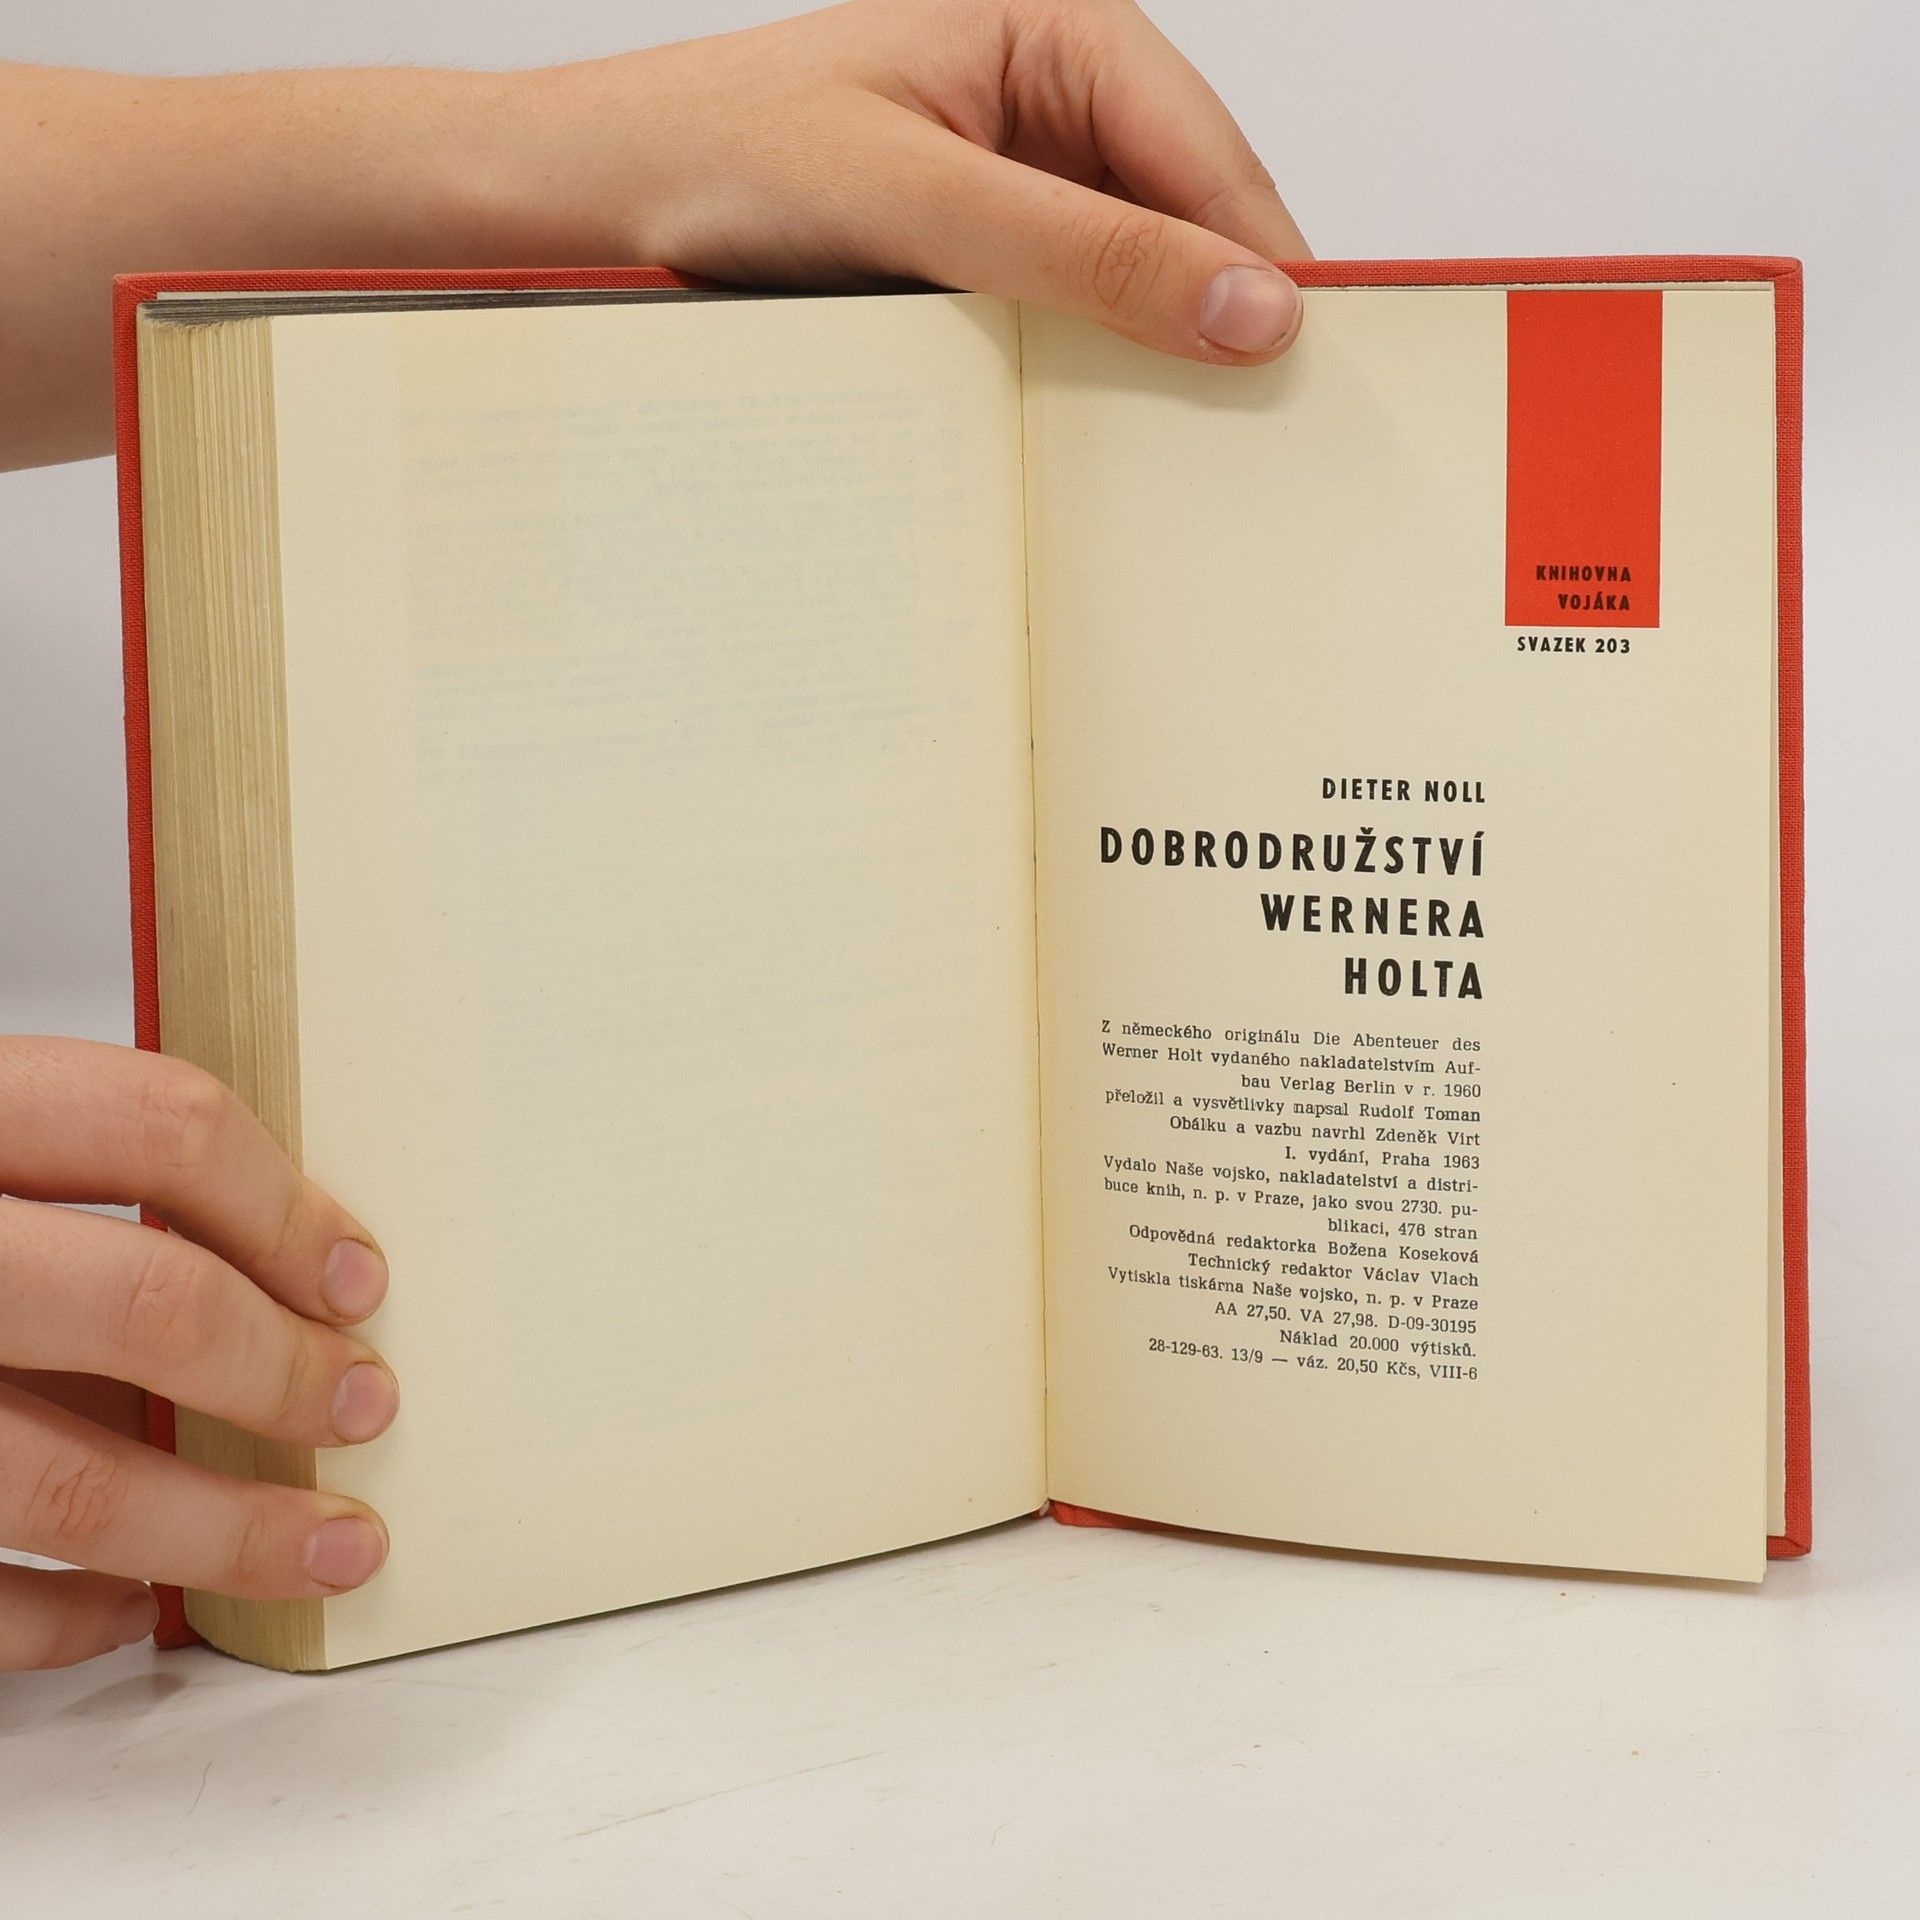 KNIHOVNA
VOJÁKA
SVAZEK 203
DIETER NOLL
DOBRODRUŽSTVÍ
WERNERA
HOLTA
Z německého originálu Die Abenteuer des
Werner Holt vydaného nakladatelstvím Auf-
bau Verlag Berlin v r. 1960
přeložil a vysvětlivky napsal Rudolf Toman
Obálku a vazbu navrhl Zdeněk Virt
I. vydání, Praha 1963
Vydalo Naše vojsko, nakladatelství a distri-
buce knih, n. p. v Praze, jako svou 2730. pu-
blikaci, 476 stran
Odpovědná redaktorka Božena Koseková
Technický redaktor Václav Vlach
Vytiskla tiskárna Naše vojsko, n. p. v Praze
AA 27,50. VA 27,98. D-09-30195
Náklad 20.000 výtisků.
28-129-63. 13/9 — váz. 20,50 Kčs, VIII-6